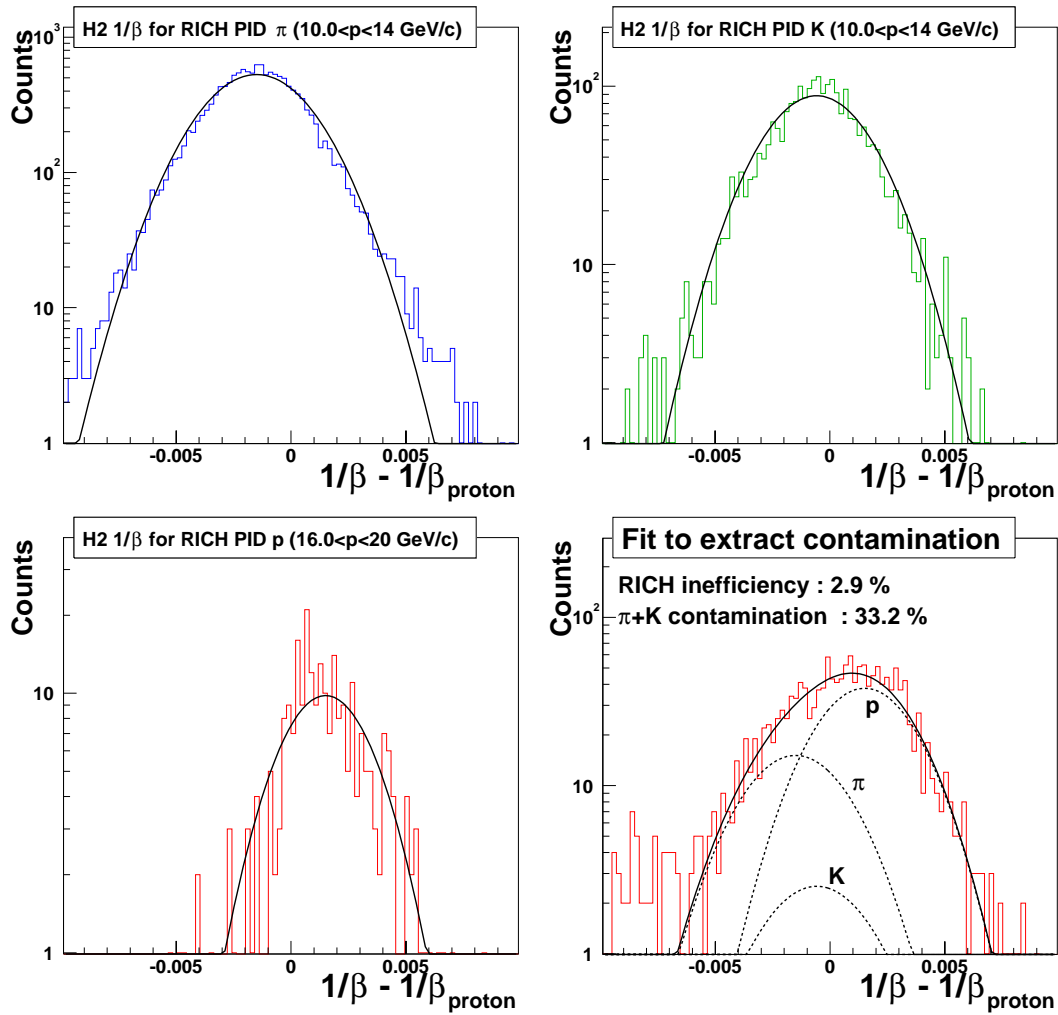 H2 1/β for RICH PID π (10.0<p<14 GeV/c)
Counts
10³
10²
10
1
-0.005
0
0.005
1/β - 1/βproton
H2 1/β for RICH PID K (10.0<p<14 GeV/c)
Counts
10²
10
1
-0.005
0
0.005
1/β - 1/βproton
H2 1/β for RICH PID p (16.0<p<20 GeV/c)
Counts
10
1
-0.005
0
0.005
1/β - 1/βproton
Fit to extract contamination
RICH inefficiency : 2.9 %
π+K contamination : 33.2 %
Counts
10²
10
1
p
π
K
-0.005
0
0.005
1/β - 1/βproton